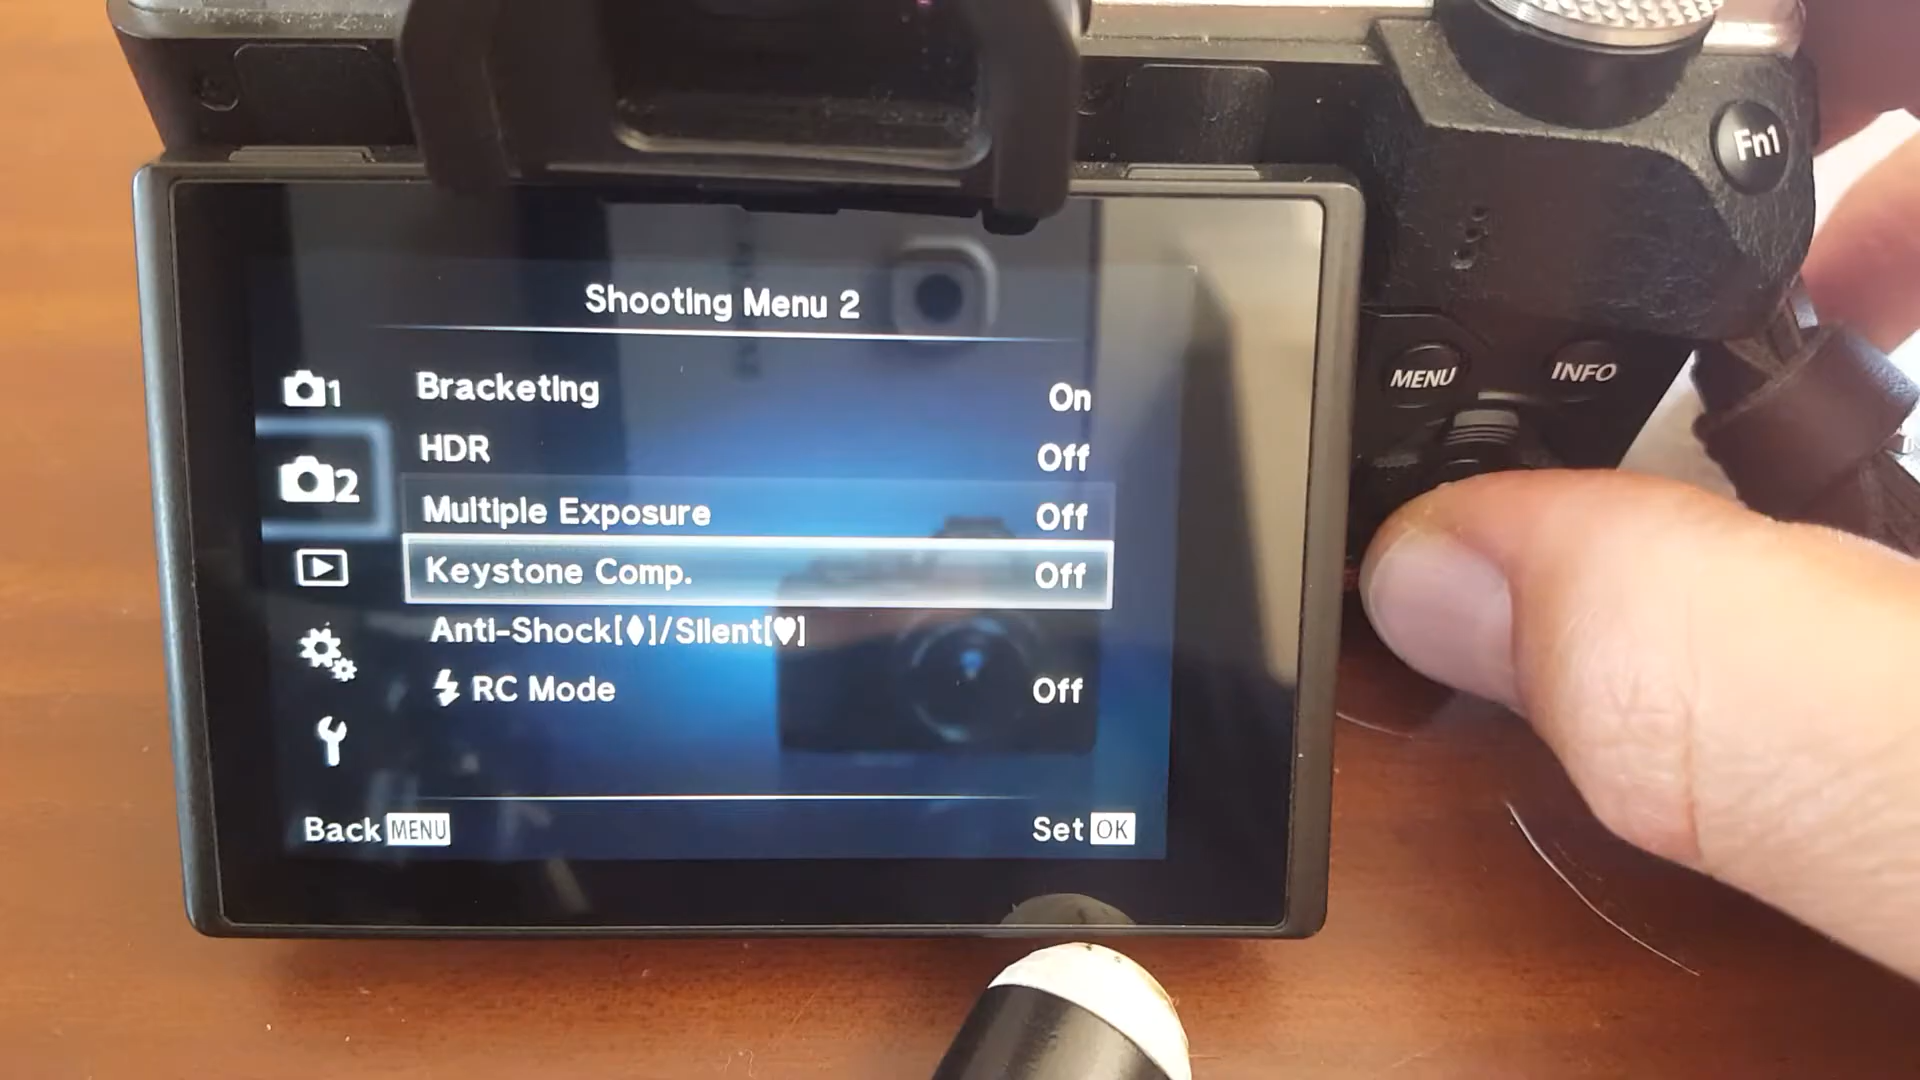 Fn1
MENU INFO
Shooting Menu 2
1 Bracketing On
HDR Off
2
Multiple Exposure Off
Keystone Comp. Off
Anti-Shock[♦]/Silent[♥]
RC Mode Off
Back MENU Set OK